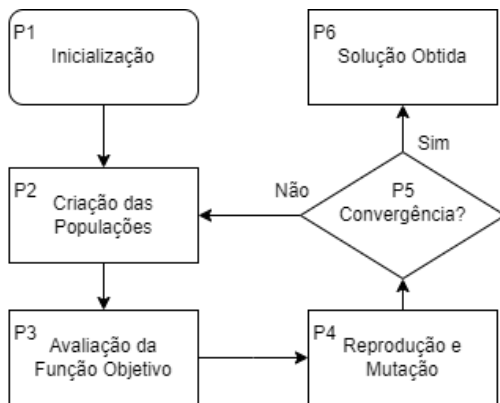 P1
Inicialização
P6
Solução Obtida
Sim
Não
P5
Convergência?
P2
Criação das
Populações
P3
Avaliação da
Função Objetivo
P4
Reprodução e
Mutação